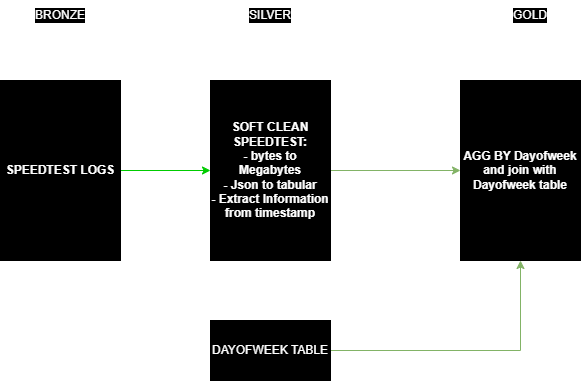 BRONZE
SILVER
GOLD
SPEEDTEST LOGS
SOFT CLEAN
SPEEDTEST:
- bytes to
Megabytes
- Json to tabular
- Extract Information
from timestamp
AGG BY Dayofweek
and join with
Dayofweek table
DAYOFWEEK TABLE